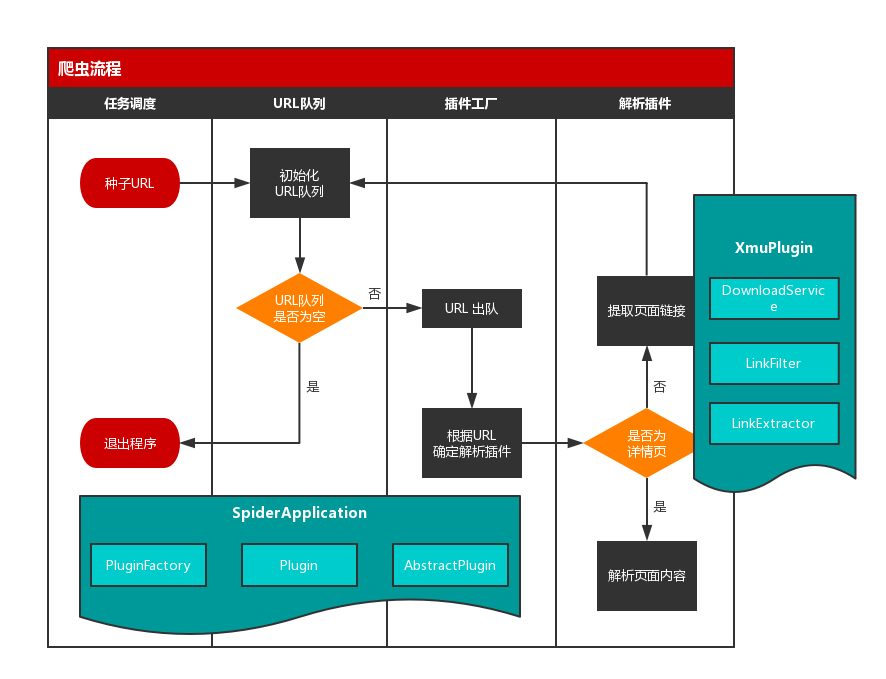 爬虫流程
任务调度
URL队列
插件工厂
解析插件
种子URL
初始化
URL队列
URL队列
是否为空
否
是
退出程序
URL 出队
根据URL
确定解析插件
提取页面链接
否
是否为
详情页
是
解析页面内容
XmuPlugin
DownloadServic
e
LinkFilter
LinkExtractor
SpiderApplication
PluginFactory
Plugin
AbstractPlugin